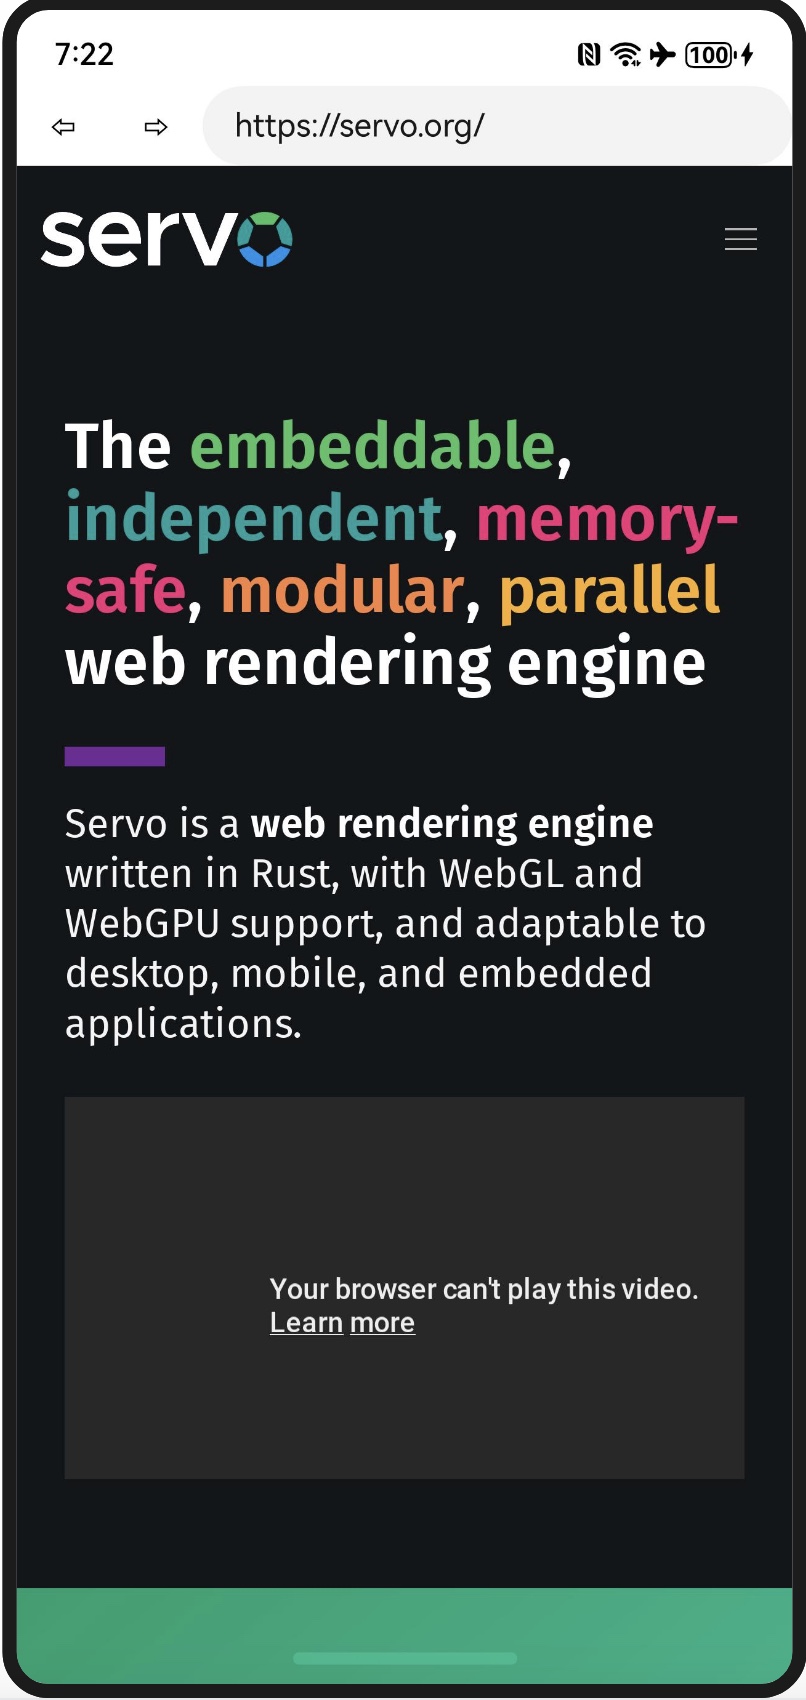 7:22
100
https://servo.org/
servo
The embeddable,
independent, memory-
safe, modular, parallel
web rendering engine
Servo is a web rendering engine
written in Rust, with WebGL and
WebGPU support, and adaptable to
desktop, mobile, and embedded
applications.
Your browser can't play this video.
Learn more